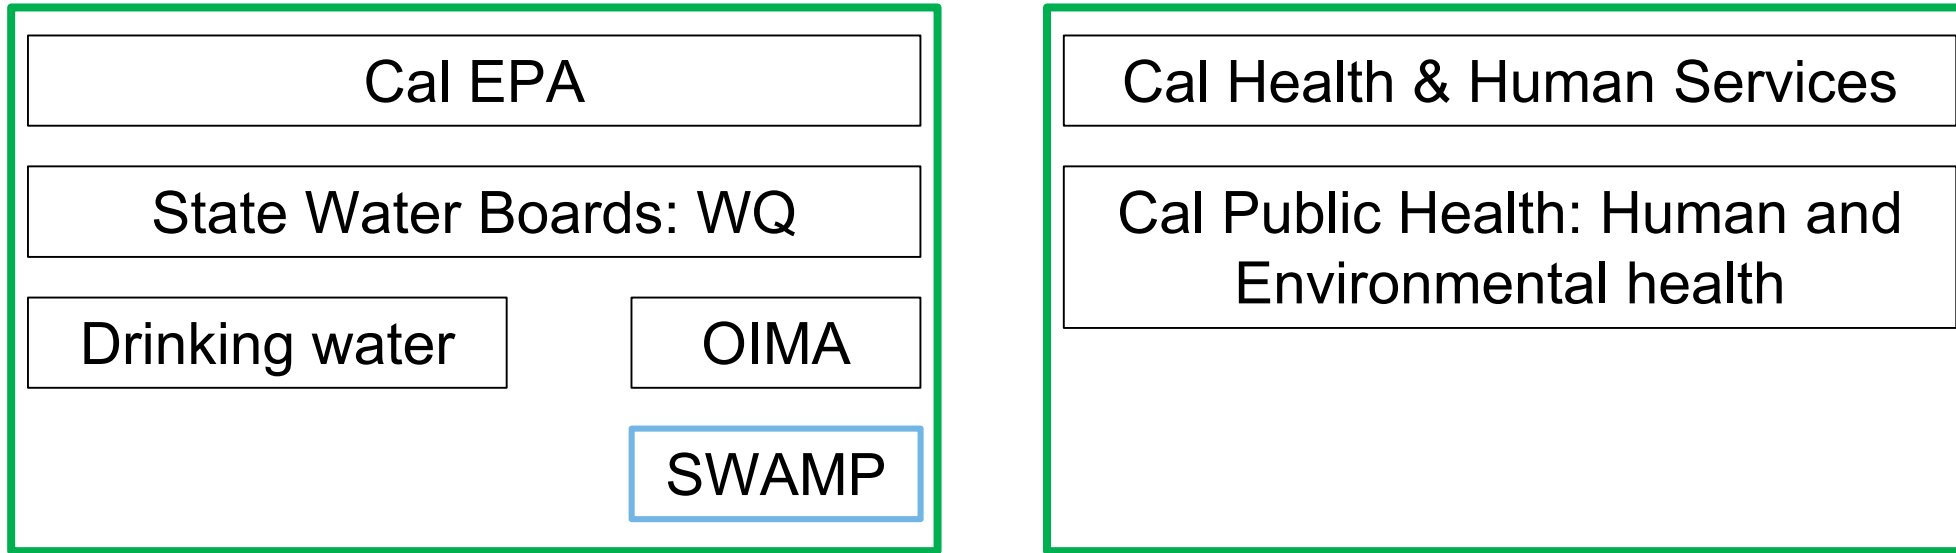 Cal EPA
State Water Boards: WQ
Drinking water
OIMA
SWAMP
Cal Health & Human Services
Cal Public Health: Human and
Environmental health